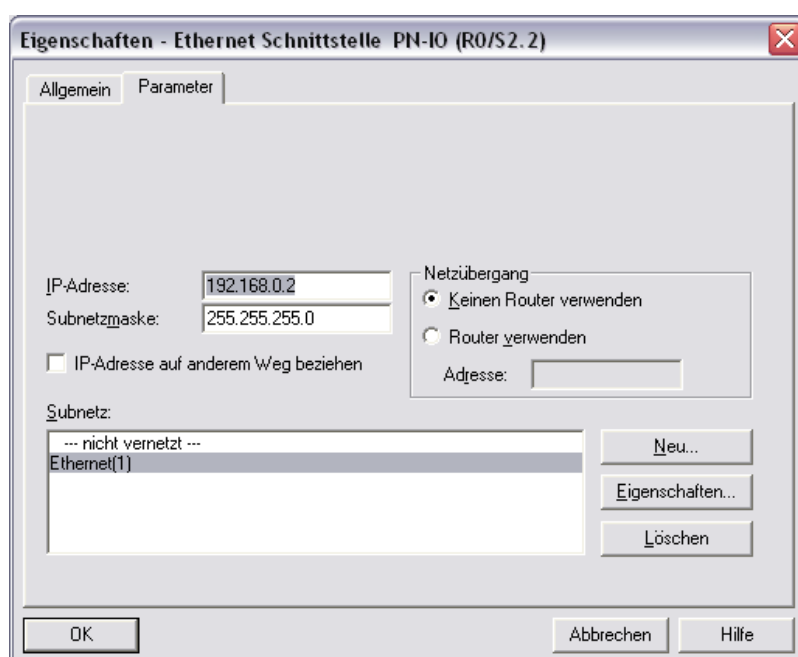 Eigenschaften - Ethernet Schnittstelle PN-IO (R0/S2.2)
Allgemein
Parameter
IP-Adresse:
192.168.0.2
Subnetzmaske:
255.255.255.0
IP-Adresse auf anderem Weg beziehen
Netzübergang
Keinen Router verwenden
Router verwenden
Adresse:
Subnetz:
--- nicht vernetzt ---
Ethernet(1)
Neu...
Eigenschaften...
Löschen
OK
Abbrechen
Hilfe